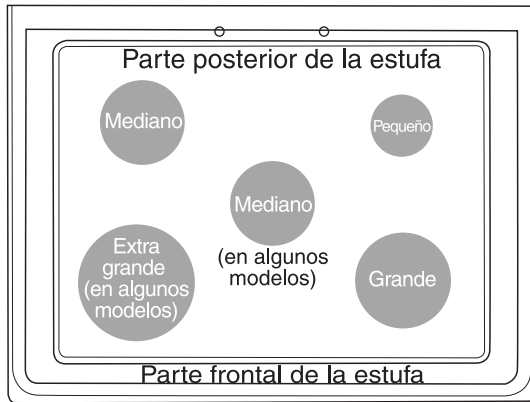 Parte posterior de la estufa
Mediano
Pequeño
Mediano
(en algunos
modelos)
Extra
grande
(en algunos
modelos)
Grande
Parte frontal de la estufa